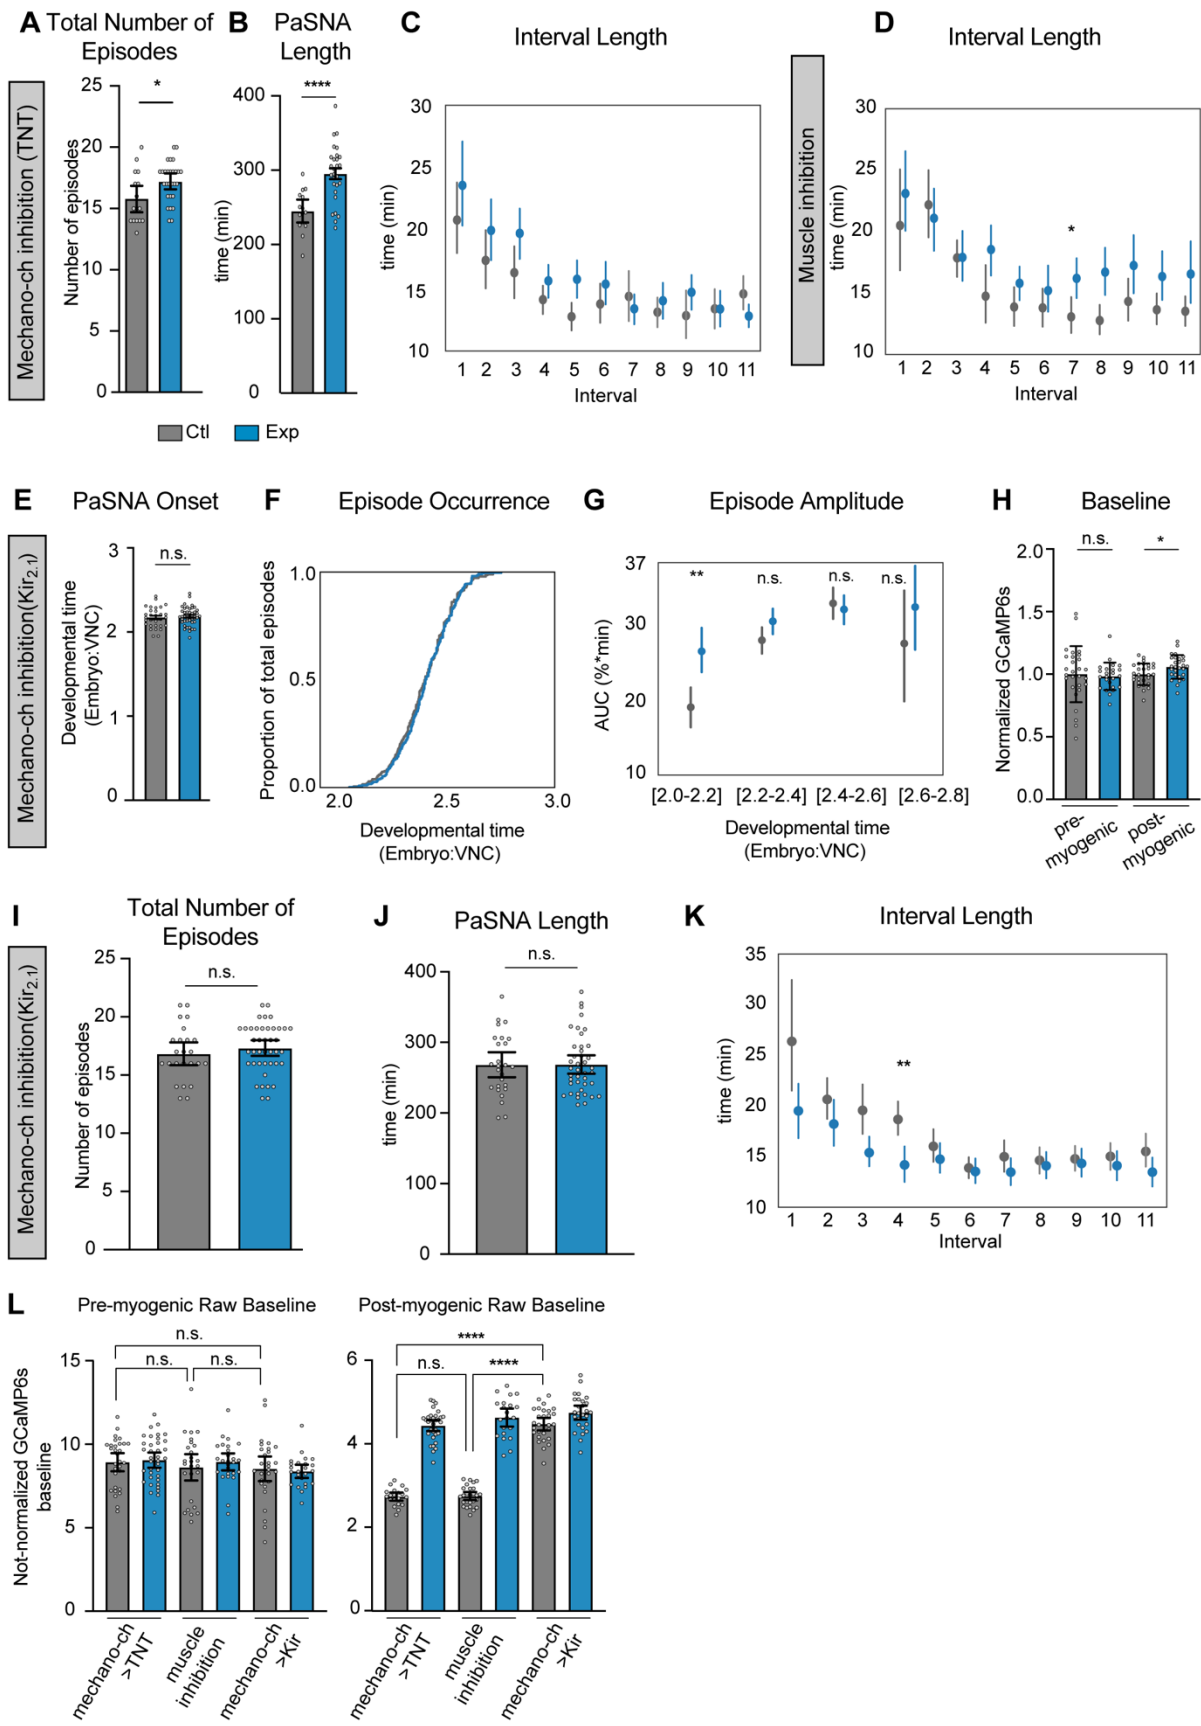 A Total Number of
Episodes
B PaSNA
Length
C Interval Length
D Interval Length
Mechano-ch inhibition (TNT)
Number of episodes
25
20
15
10
5
0
*
time (min)
400
300
200
100
0
****
time (min)
30
25
20
15
10
1 2 3 4 5 6 7 8 9 10 11
Interval
Muscle inhibition
time (min)
30
25
20
15
10
*
1 2 3 4 5 6 7 8 9 10 11
Interval
Ctl Exp
E PaSNA Onset
F Episode Occurrence
G Episode Amplitude
H Baseline
Mechano-ch inhibition(Kir2.1)
Developmental time
(Embryo:VNC)
3
2
1
0
n.s.
Proportion of total episodes
1.0
0.5
0.0
2.0 2.5 3.0
Developmental time
(Embryo:VNC)
AUC (%*min)
37
30
20
10
** n.s. n.s. n.s.
[2.0-2.2] [2.2-2.4] [2.4-2.6] [2.6-2.8]
Developmental time
(Embryo:VNC)
Normalized GCaMP6s
2.0
1.5
1.0
0.5
0.0
n.s. *
pre-
myogenic
post-
myogenic
I Total Number of
Episodes
J PaSNA Length
K Interval Length
Mechano-ch inhibition(Kir2.1)
Number of episodes
25
20
15
10
5
0
n.s.
time (min)
400
300
200
100
0
n.s.
time (min)
35
30
25
20
15
10
**
1 2 3 4 5 6 7 8 9 10 11
Interval
L Pre-myogenic Raw Baseline
Post-myogenic Raw Baseline
Not-normalized GCaMP6s
baseline
15
10
5
0
n.s.
n.s. n.s.
mechano-ch
>TNT
muscle
inhibition
mechano-ch
>Kir
6
4
2
0
****
n.s. ****
mechano-ch
>TNT
muscle
inhibition
mechano-ch
>Kir